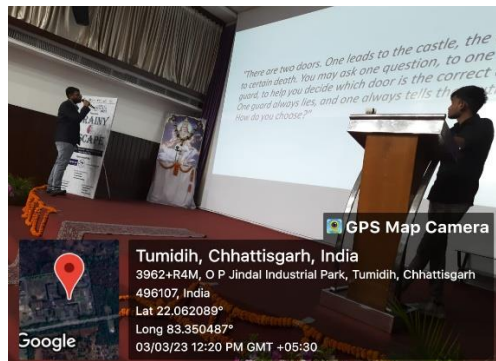 "There are two doors. One leads to the castle, the
to certain death. You may ask one question, to one
guard, to help you decide which door is the correct
One guard always lies, and one always tells the
How do you choose?"
RAINY
CAPE
GPS Map Camera
Tumidih, Chhattisgarh, India
3962+R4M, O P Jindal Industrial Park, Tumidih, Chhattisgarh
496107, India
Lat 22.062089°
Long 83.350487°
03/03/23 12:20 PM GMT +05:30
Google